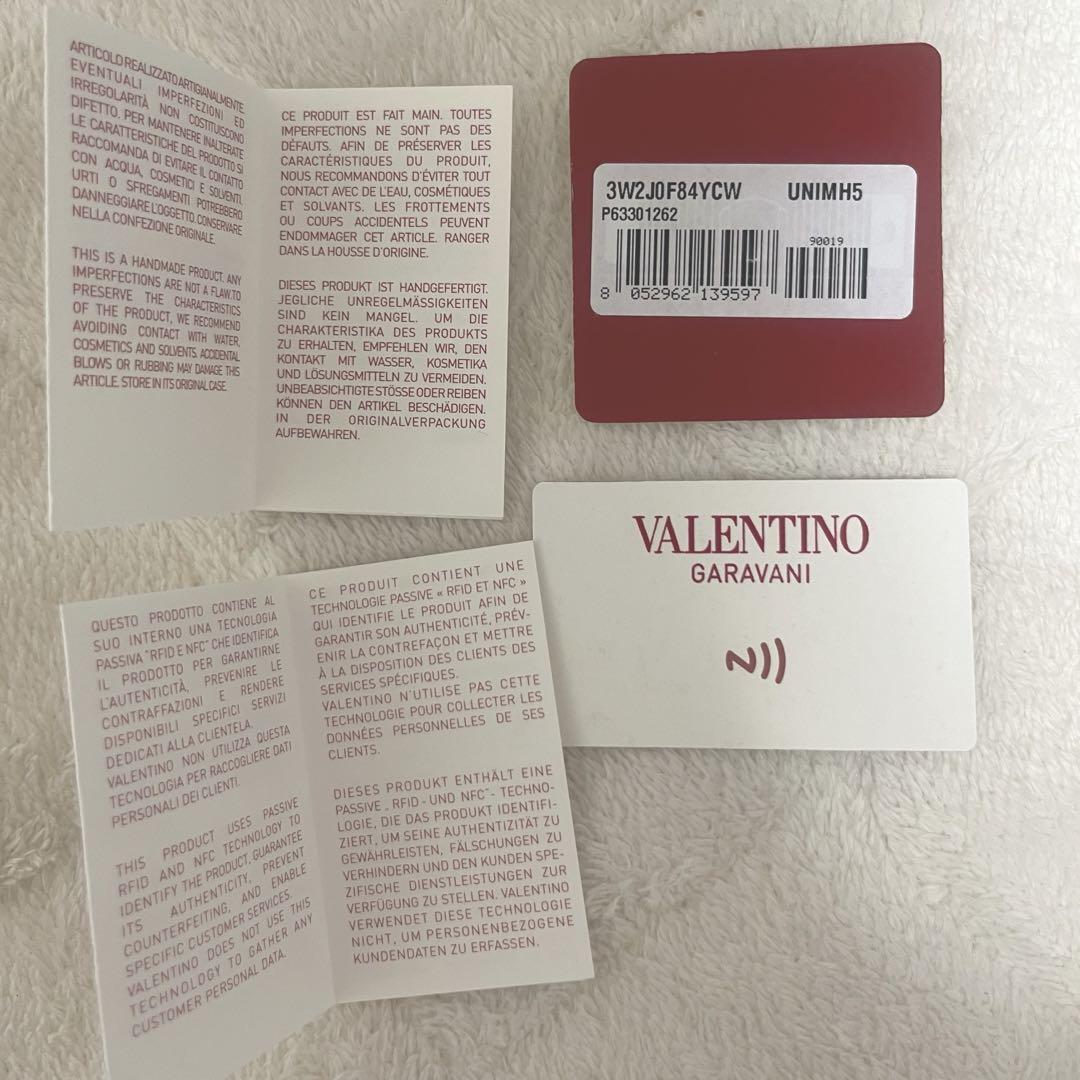 ARTICOLO REALIZZATO ARTIGIANALMENTE.
EVENTUALI IMPERFEZIONI ED
IRREGOLARITÀ NON COSTITUISCONO
DIFETTO. PER MANTENERE INALTERATE
LE CARATTERISTICHE DEL PRODOTTO SI
RACCOMANDA DI EVITARE IL CONTATTO
CON ACQUA, COSMETICI E SOLVENTI.
URTI O SFREGAMENTI POTREBBERO
DANNEGGIARE L'OGGETTO. CONSERVARE
NELLA CONFEZIONE ORIGINALE.
THIS IS A HANDMADE PRODUCT. ANY
IMPERFECTIONS ARE NOT A FLAW.TO
PRESERVE THE CHARACTERISTICS
OF THE PRODUCT, WE RECOMMEND
AVOIDING CONTACT WITH WATER,
COSMETICS AND SOLVENTS. ACCIDENTAL
BLOWS OR RUBBING MAY DAMAGE THIS
ARTICLE. STORE IN ITS ORIGINAL CASE.
CE PRODUIT EST FAIT MAIN. TOUTES
IMPERFECTIONS NE SONT PAS DES
DÉFAUTS. AFIN DE PRÉSERVER LES
CARACTÉRISTIQUES DU PRODUIT,
NOUS RECOMMANDONS D'ÉVITER TOUT
CONTACT AVEC DE L'EAU, COSMÉTIQUES
ET SOLVANTS. LES FROTTEMENTS
OU COUPS ACCIDENTELS PEUVENT
ENDOMMAGER CET ARTICLE. RANGER
DANS LA HOUSSE D'ORIGINE.
DIESES PRODUKT IST HANDGEFERTIGT.
JEGLICHE UNREGELMÄSSIGKEITEN
SIND KEIN MANGEL. UM DIE
CHARAKTERISTIKA DES PRODUKTS
ZU ERHALTEN, EMPFEHLEN WIR, DEN
KONTAKT MIT WASSER, KOSMETIKA
UND LÖSUNGSMITTELN ZU VERMEIDEN.
UNBEABSICHTIGTE STÖSSE ODER REIBEN
KÖNNEN DEN ARTIKEL BESCHÄDIGEN.
IN DER ORIGINALVERPACKUNG
AUFBEWAHREN.
3W2J0F84YCW UNIMH5
P63301262
90019
8 052962 139597
VALENTINO
GARAVANI
QUESTO PRODOTTO CONTIENE AL
SUO INTERNO UNA TECNOLOGIA
PASSIVA "RFID E NFC" CHE IDENTIFICA
IL PRODOTTO PER GARANTIRNE
L'AUTENTICITÀ, PREVENIRE LE
CONTRAFFAZIONI E RENDERE
DISPONIBILI SPECIFICI SERVIZI
DEDICATI ALLA CLIENTELA.
VALENTINO NON UTILIZZA QUESTA
TECNOLOGIA PER RACCOGLIERE DATI
PERSONALI DEI CLIENTI.
THIS PRODUCT USES PASSIVE
RFID AND NFC TECHNOLOGY TO
IDENTIFY THE PRODUCT, GUARANTEE
ITS AUTHENTICITY, PREVENT
COUNTERFEITING, AND ENABLE
SPECIFIC CUSTOMER SERVICES.
VALENTINO DOES NOT USE THIS
TECHNOLOGY TO GATHER ANY
CUSTOMER PERSONAL DATA.
CE PRODUIT CONTIENT UNE
TECHNOLOGIE PASSIVE « RFID ET NFC »
QUI IDENTIFIE LE PRODUIT AFIN DE
GARANTIR SON AUTHENTICITÉ, PRÉV-
ENIR LA CONTREFAÇON ET METTRE
À LA DISPOSITION DES CLIENTS DES
SERVICES SPÉCIFIQUES.
VALENTINO N'UTILISE PAS CETTE
TECHNOLOGIE POUR COLLECTER LES
DONNÉES PERSONNELLES DE SES
CLIENTS.
DIESES PRODUKT ENTHÄLT EINE
PASSIVE „ RFID - UND NFC"- TECHNO-
LOGIE, DIE DAS PRODUKT IDENTIFI-
ZIERT, UM SEINE AUTHENTIZITÄT ZU
GEWÄHRLEISTEN, FÄLSCHUNGEN ZU
VERHINDERN UND DEN KUNDEN SPE-
ZIFISCHE DIENSTLEISTUNGEN ZUR
VERFÜGUNG ZU STELLEN. VALENTINO
VERWENDET DIESE TECHNOLOGIE
NICHT, UM PERSONENBEZOGENE
KUNDENDATEN ZU ERFASSEN.